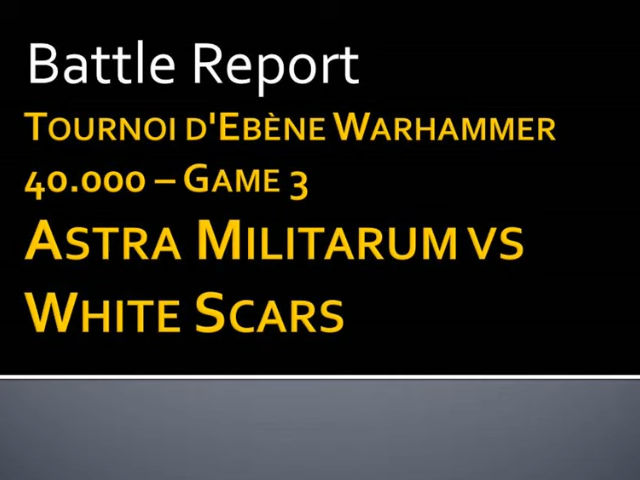 Battle Report
Tournoi d'Ebène Warhammer
40.000 – Game 3
Astra Militarum vs
White Scars